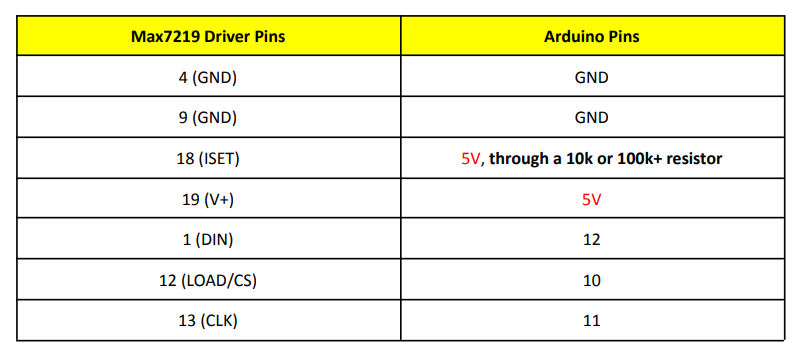 Max7219 Driver Pins Arduino Pins
4 (GND) GND
9 (GND) GND
18 (ISET) 5V, through a 10k or 100k+ resistor
19 (V+) 5V
1 (DIN) 12
12 (LOAD/CS) 10
13 (CLK) 11